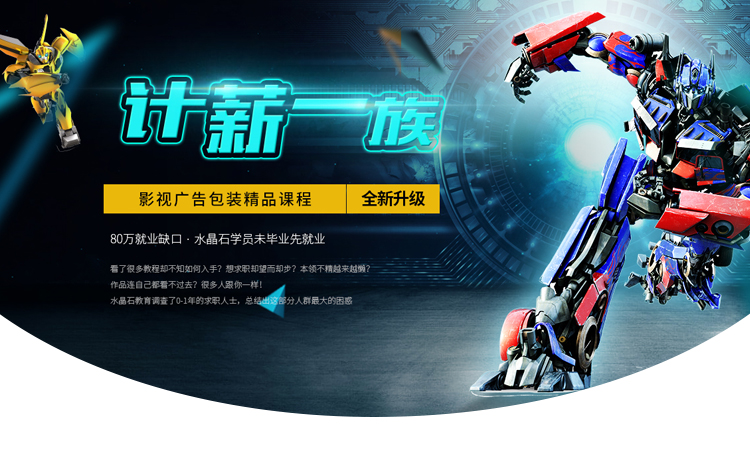 计薪一族
影视广告包装精品课程 全新升级
80万就业缺口 · 水晶石学员未毕业先就业
看了很多教程却不知如何入手？想求职却望而却步？本领不精越来越懒？
作品连自己都看不过去？很多人跟你一样！
水晶石教育调查了0-1年的求职人士，总结出这部分人群最大的困惑